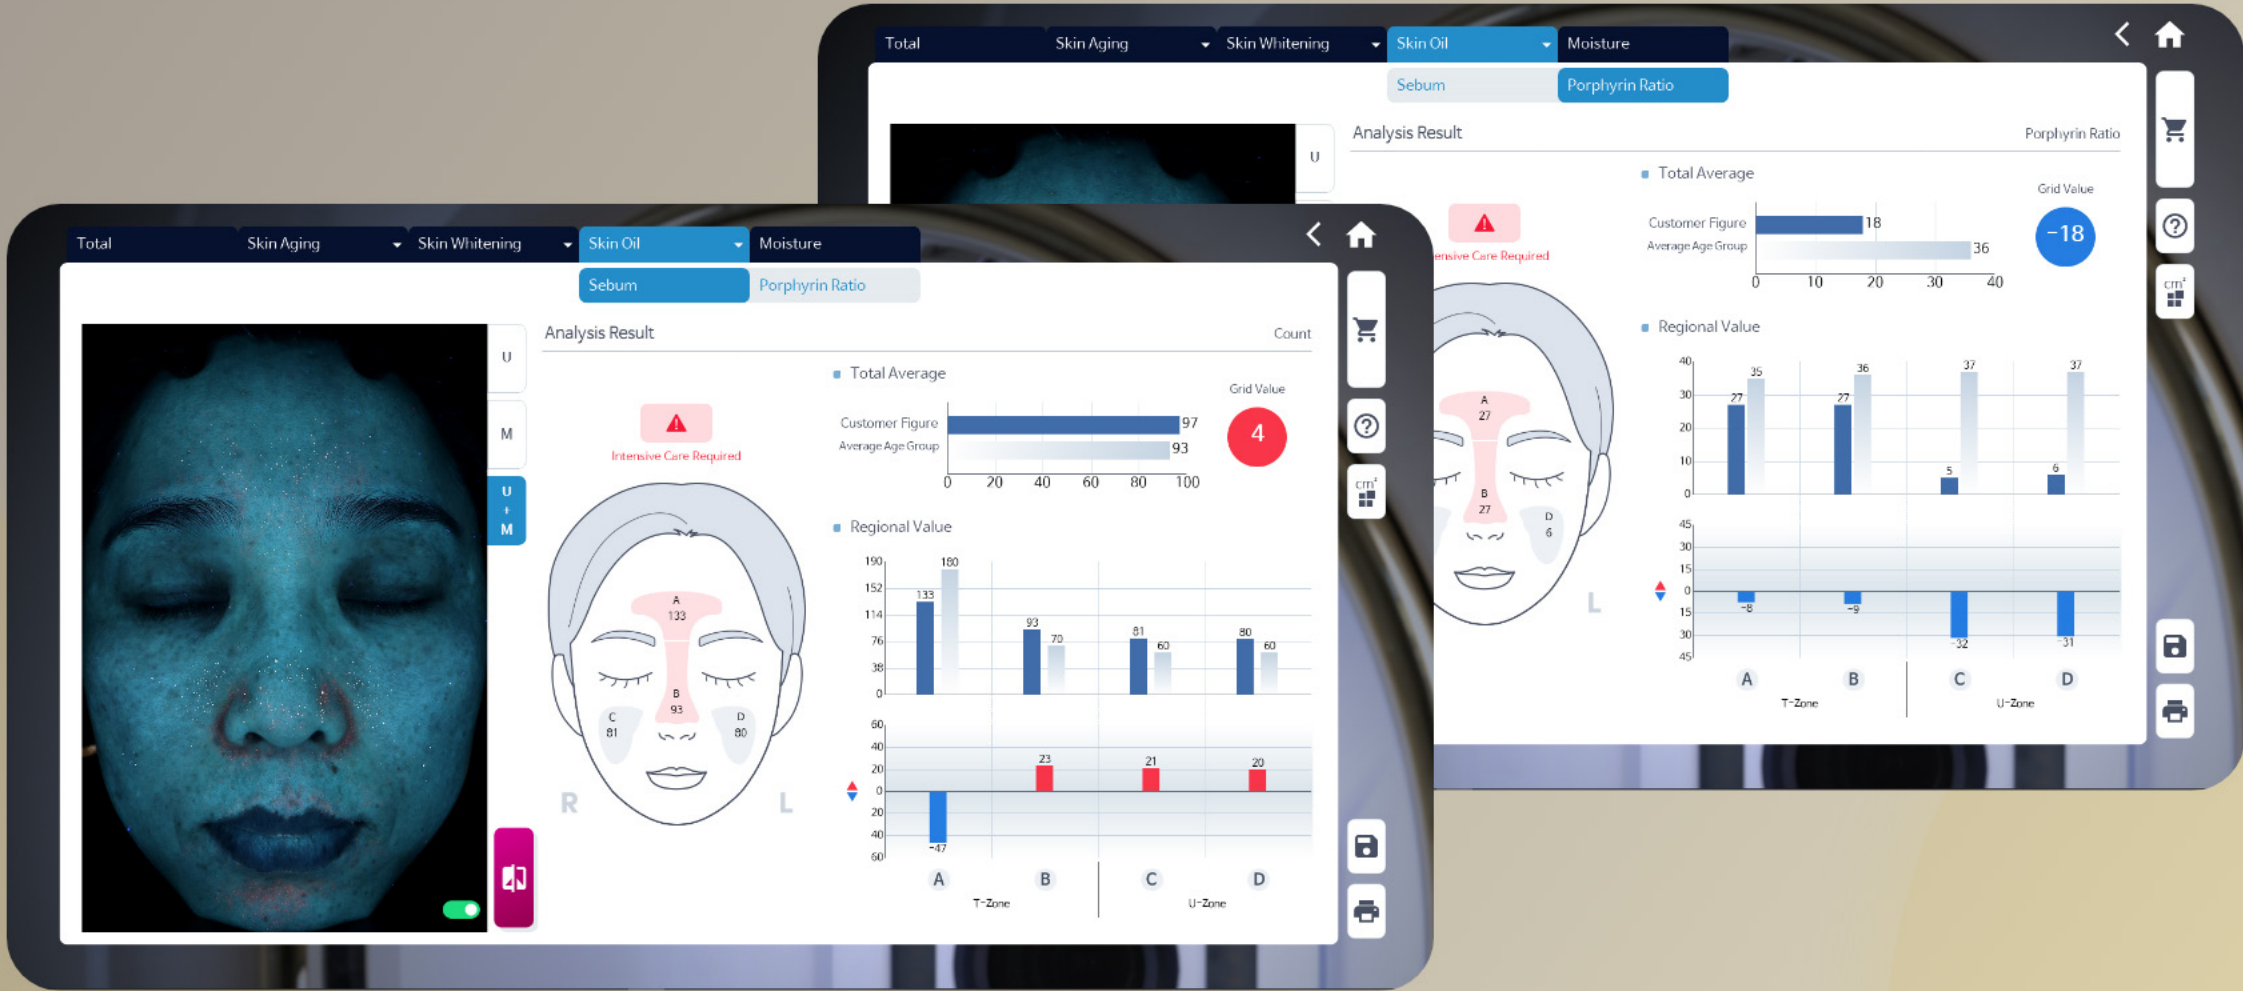 Total Skin Aging Skin Whitening Skin Oil Moisture
Sebum Porphyrin Ratio
Analysis Result Porphyrin Ratio
U
Total Average
Grid Value
Customer Figure 18
-18
Average Age Group 36
0 10 20 30 40
ensive Care Required
cm²
Regional Value
40
30
20
10
0
27 35 27 36 5 37 6 37
A
27
B
27
D
6
L
45
30
15
0
15
30
45
-8 -9 -32 -31
A B C D
T-Zone U-Zone
Total Skin Aging Skin Whitening Skin Oil Moisture
Sebum Porphyrin Ratio
U
M
U
+
M
Analysis Result Count
Total Average
Grid Value
Intensive Care Required
Customer Figure 97
4
Average Age Group 93
0 20 40 60 80 100
cm²
Regional Value
190
152
114
76
38
0
133 180 93 70 81 60 80 60
A
133
B
93
C
81
D
80
R L
60
40
20
0
20
40
60
-47 23 21 20
A B C D
T-Zone U-Zone